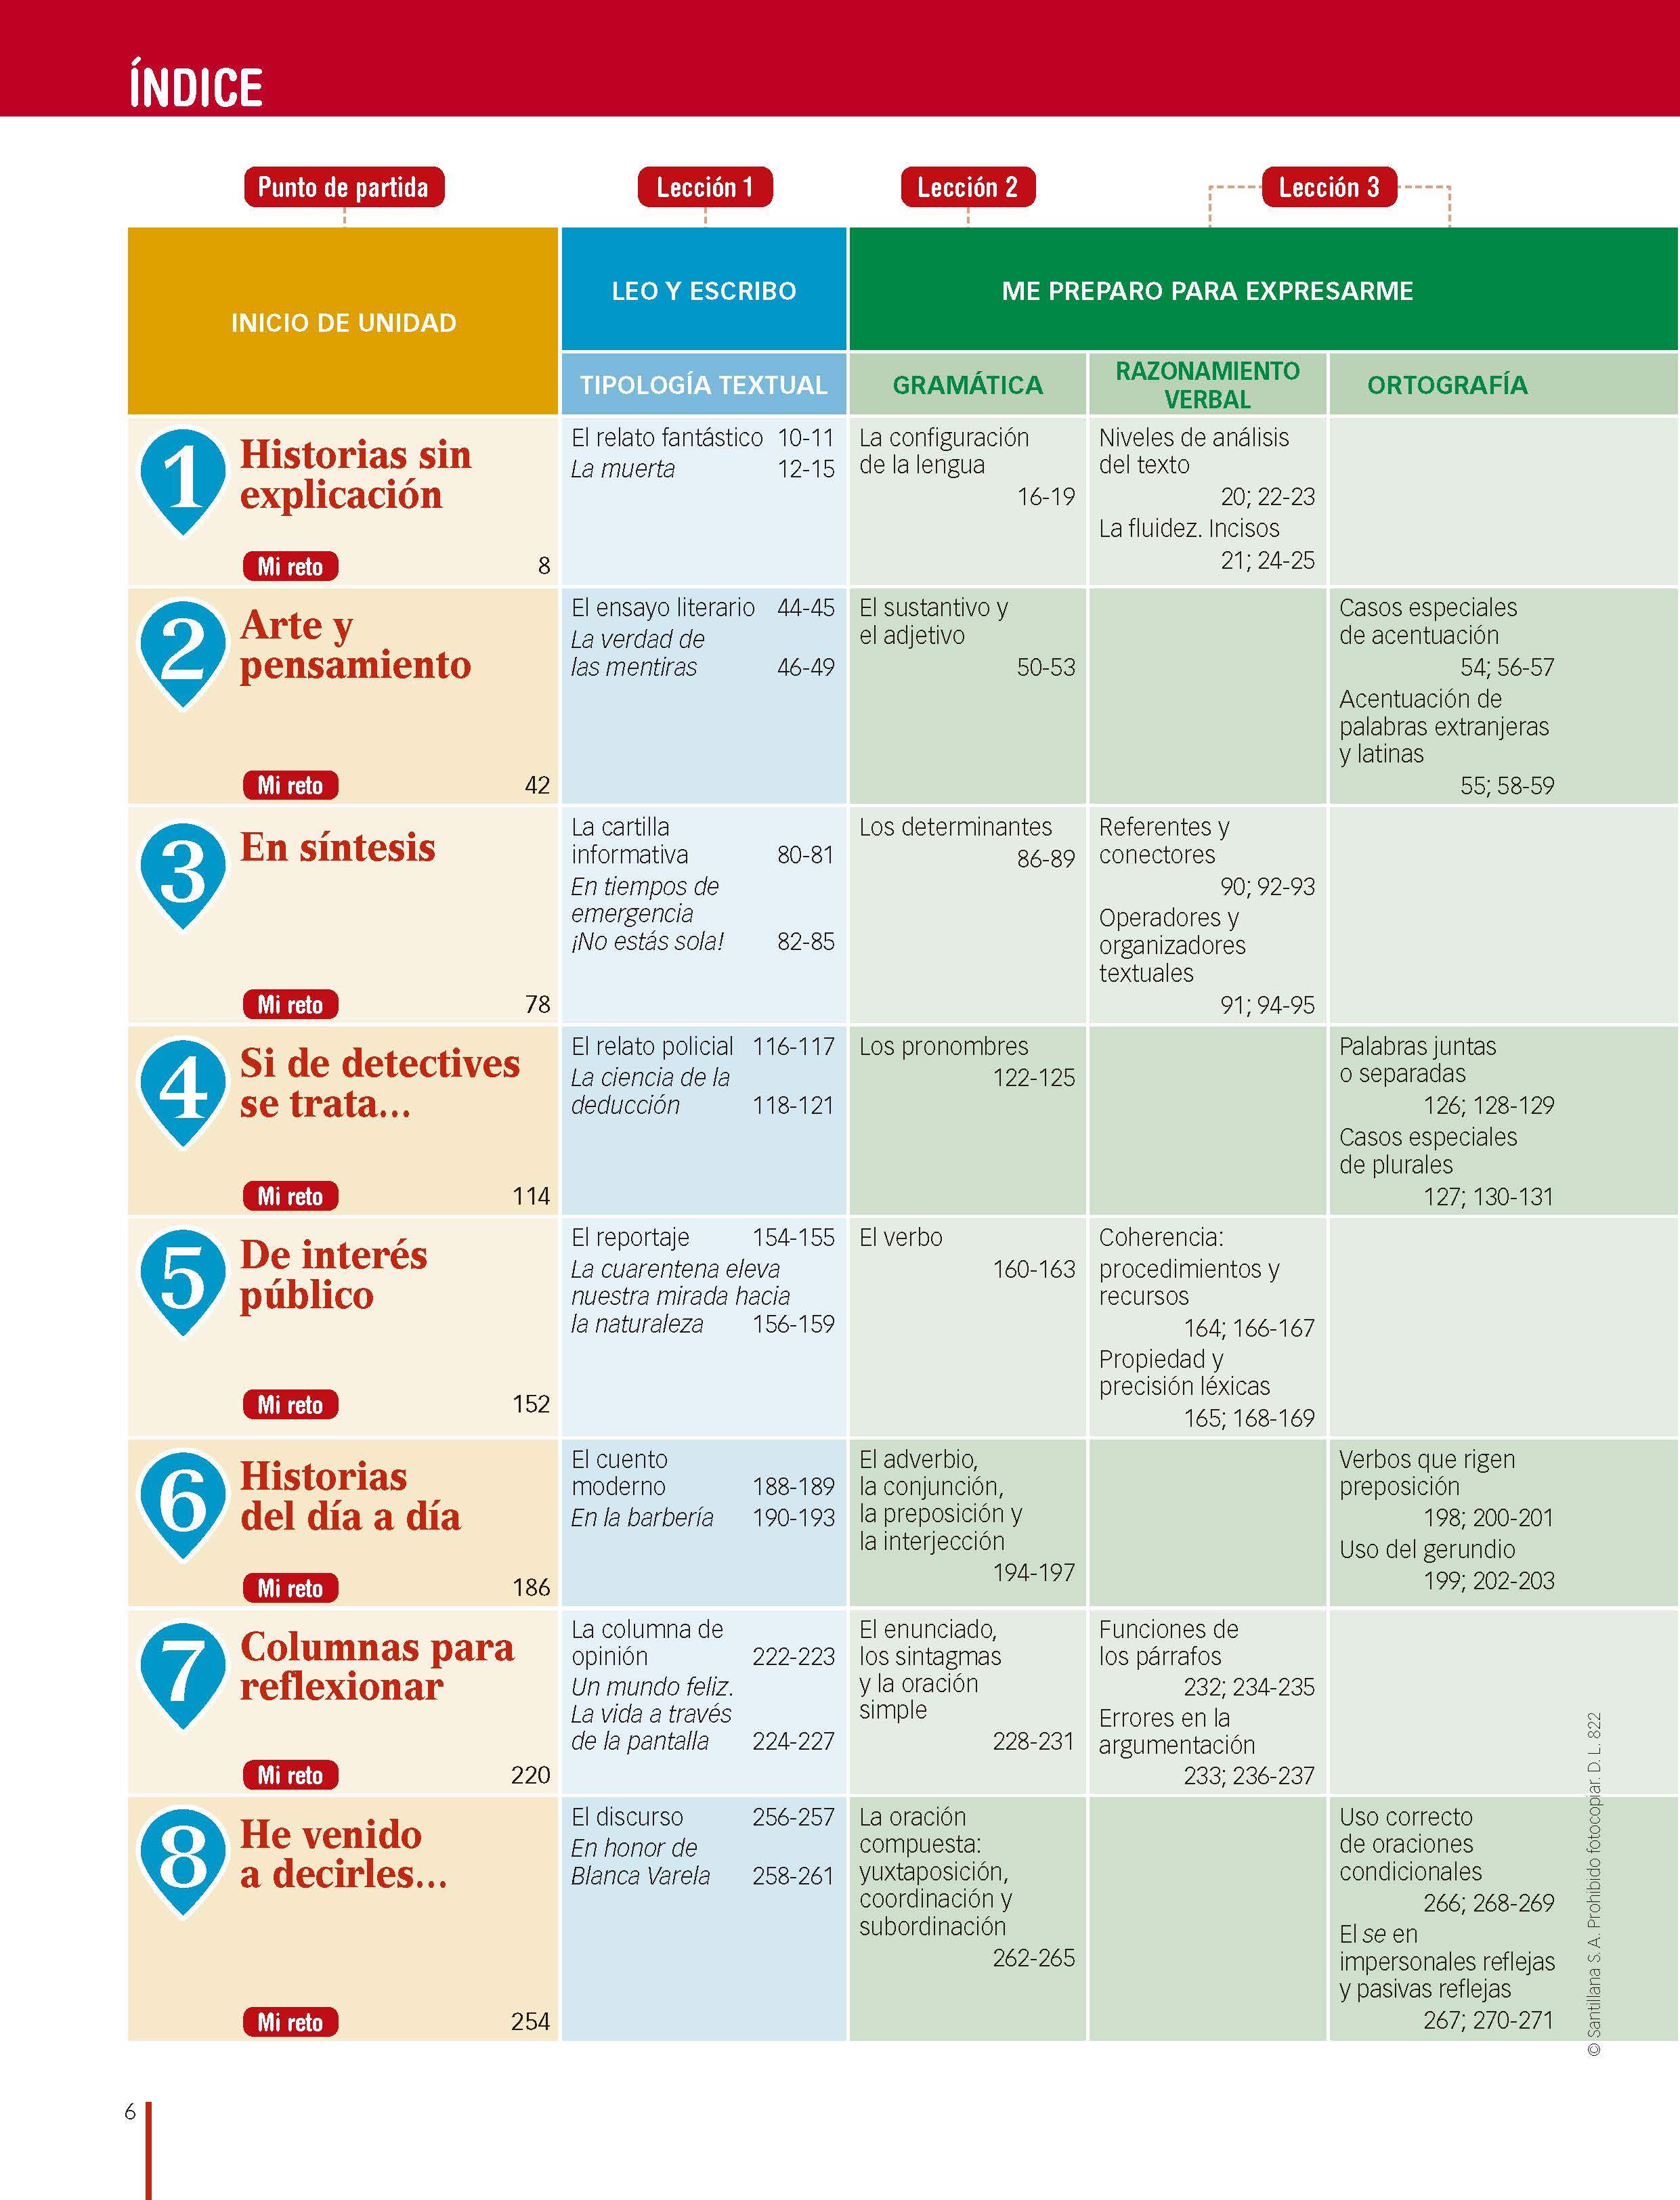 ÍNDICE
Punto de partida
Lección 1
Lección 2
Lección 3
INICIO DE UNIDAD
LEO Y ESCRIBO
ME PREPARO PARA EXPRESARME
TIPOLOGÍA TEXTUAL
GRAMÁTICA
RAZONAMIENTO
VERBAL
ORTOGRAFÍA
1
Historias sin
explicación
Mi reto 8
El relato fantástico 10-11
La muerta 12-15
La configuración
de la lengua
16-19
Niveles de análisis
del texto
20; 22-23
La fluidez. Incisos
21; 24-25
2
Arte y
pensamiento
Mi reto 42
El ensayo literario 44-45
La verdad de
las mentiras 46-49
El sustantivo y
el adjetivo
50-53
Casos especiales
de acentuación
54; 56-57
Acentuación de
palabras extranjeras
y latinas
55; 58-59
3
En síntesis
Mi reto 78
La cartilla
informativa 80-81
En tiempos de
emergencia
¡No estás sola! 82-85
Los determinantes
86-89
Referentes y
conectores
90; 92-93
Operadores y
organizadores
textuales
91; 94-95
4
Si de detectives
se trata...
Mi reto 114
El relato policial 116-117
La ciencia de la
deducción 118-121
Los pronombres
122-125
Palabras juntas
o separadas
126; 128-129
Casos especiales
de plurales
127; 130-131
5
De interés
público
Mi reto 152
El reportaje 154-155
La cuarentena eleva
nuestra mirada hacia
la naturaleza 156-159
El verbo
160-163
Coherencia:
procedimientos y
recursos
164; 166-167
Propiedad y
precisión léxicas
165; 168-169
6
Historias
del día a día
Mi reto 186
El cuento
moderno 188-189
En la barbería 190-193
El adverbio,
la conjunción,
la preposición y
la interjección
194-197
Verbos que rigen
preposición
198; 200-201
Uso del gerundio
199; 202-203
7
Columnas para
reflexionar
Mi reto 220
La columna de
opinión 222-223
Un mundo feliz.
La vida a través
de la pantalla 224-227
El enunciado,
los sintagmas
y la oración
simple
228-231
Funciones de
los párrafos
232; 234-235
Errores en la
argumentación
233; 236-237
8
He venido
a decirles...
Mi reto 254
El discurso 256-257
En honor de
Blanca Varela 258-261
La oración
compuesta:
yuxtaposición,
coordinación y
subordinación
262-265
Uso correcto
de oraciones
condicionales
266; 268-269
El se en
impersonales reflejas
y pasivas reflejas
267; 270-271
© Santillana S. A. Prohibido fotocopiar. D. L. 822
6